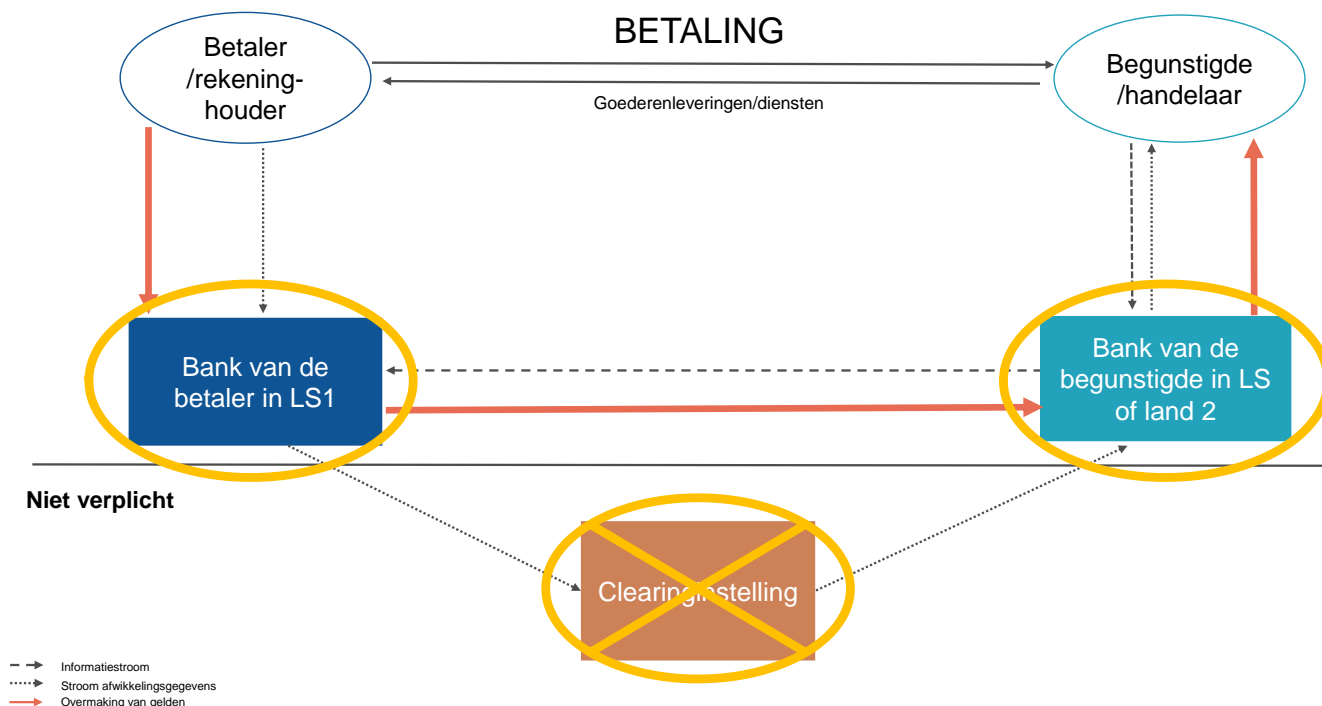 BETALING
Betaler
/rekening-
houder
Begunstigde
/handelaar
Goederenleveringen/diensten
Bank van de
betaler in LS1
Bank van de
begunstigde in LS
of land 2
Niet verplicht
Clearinginstelling
Informatiestroom
Stroom afwikkelingsgegevens
Overmaking van gelden